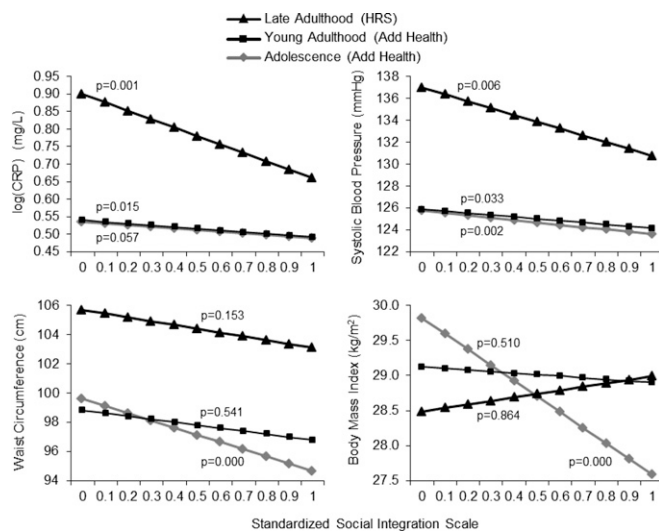 Late Adulthood (HRS)
Young Adulthood (Add Health)
Adolescence (Add Health)
log(CRP) (mg/L)
0.95
0.90
0.85
0.80
0.75
0.70
0.65
0.60
0.55
0.50
0.45
p=0.001
p=0.015
p=0.057
0 0.1 0.2 0.3 0.4 0.5 0.6 0.7 0.8 0.9 1
Systolic Blood Pressure (mmHg)
138
136
134
132
130
128
126
124
122
p=0.006
p=0.033
p=0.002
0 0.1 0.2 0.3 0.4 0.5 0.6 0.7 0.8 0.9 1
Waist Circumference (cm)
106
104
102
100
98
96
94
p=0.153
p=0.541
p=0.000
0 0.1 0.2 0.3 0.4 0.5 0.6 0.7 0.8 0.9 1
Body Mass Index (kg/m²)
30.0
29.5
29.0
28.5
28.0
27.5
p=0.510
p=0.864
p=0.000
0 0.1 0.2 0.3 0.4 0.5 0.6 0.7 0.8 0.9 1
Standardized Social Integration Scale